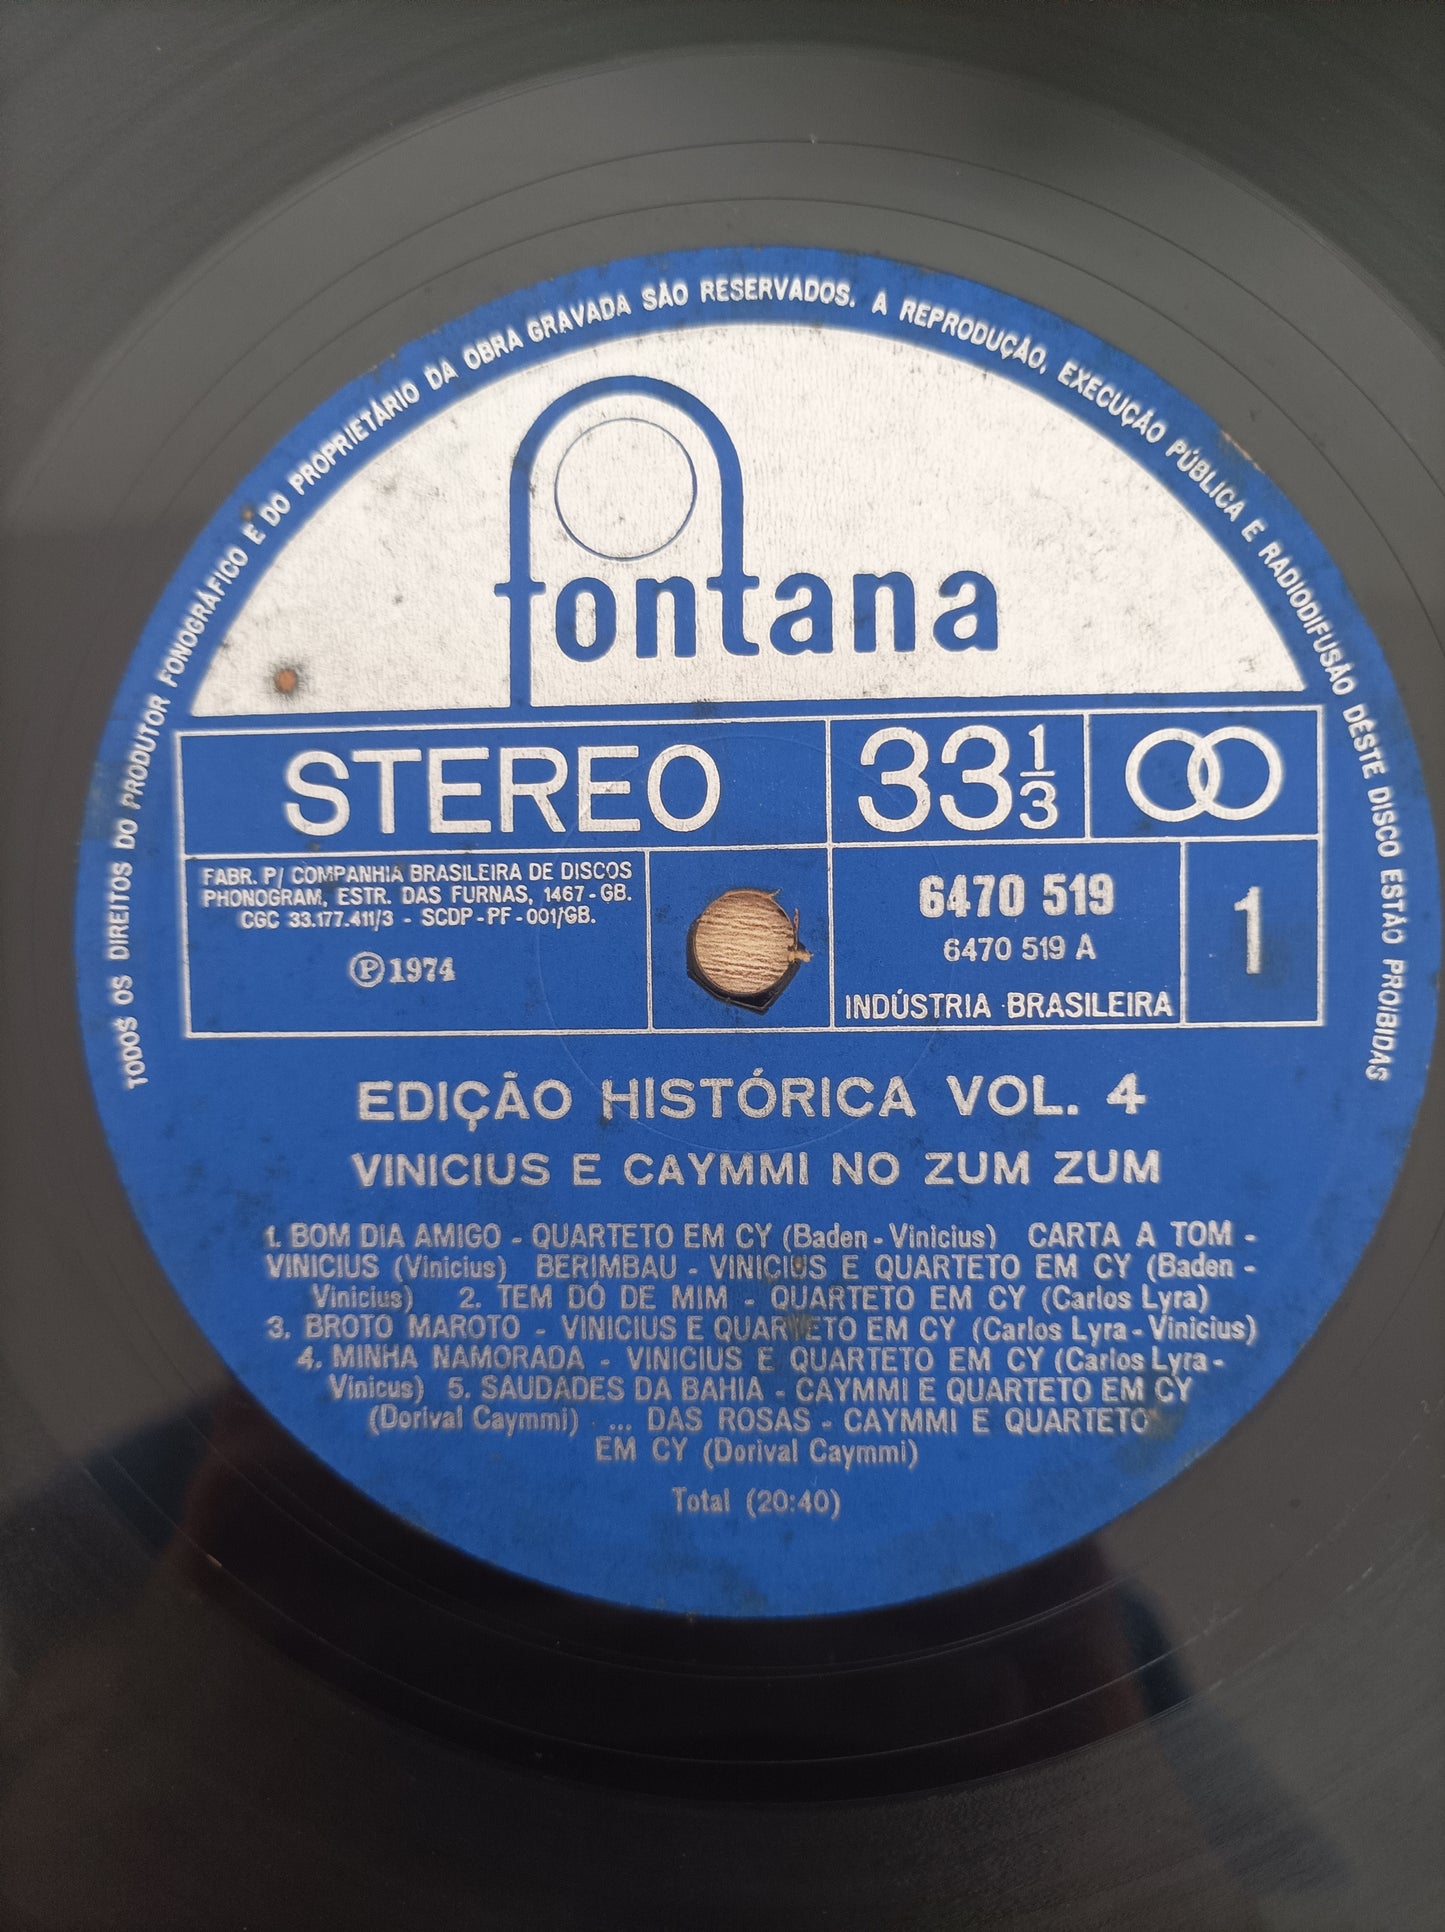 TODOS OS DIREITOS DO PRODUTOR FONOGRÁFICO E DO PROPRIETÁRIO DA OBRA GRAVADA SÃO RESERVADOS. A REPRODUÇÃO, EXECUÇÃO PÚBLICA E RADIODIFUSÃO DÊSTE DISCO ESTÃO PROIBIDAS
fontana
STEREO 33 1/3
FABR. P/ COMPANHIA BRASILEIRA DE DISCOS
PHONOGRAM, ESTR. DAS FURNAS, 1467 - GB.
CGC 33.177.411/3 - SCDP - PF - 001/GB.
Ⓟ 1974
6470 519
6470 519 A
INDÚSTRIA BRASILEIRA
1
EDIÇÃO HISTÓRICA VOL. 4
VINICIUS E CAYMMI NO ZUM ZUM
1. BOM DIA AMIGO - QUARTETO EM CY (Baden - Vinicius) CARTA A TOM -
VINICIUS (Vinicius) BERIMBAU - VINICIUS E QUARTETO EM CY (Baden -
Vinicius) 2. TEM DÓ DE MIM - QUARTETO EM CY (Carlos Lyra)
3. BROTO MAROTO - VINICIUS E QUARTETO EM CY (Carlos Lyra - Vinicius)
4. MINHA NAMORADA - VINICIUS E QUARTETO EM CY (Carlos Lyra -
Vinicus) 5. SAUDADES DA BAHIA - CAYMMI E QUARTETO EM CY
(Dorival Caymmi) ... DAS ROSAS - CAYMMI E QUARTETO
EM CY (Dorival Caymmi)
Total (20:40)